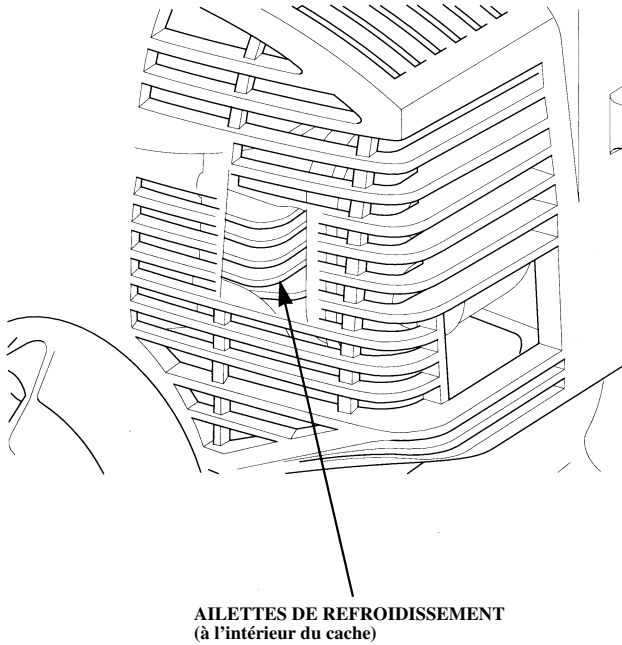 AILETTES DE REFROIDISSEMENT
(à l'intérieur du cache)